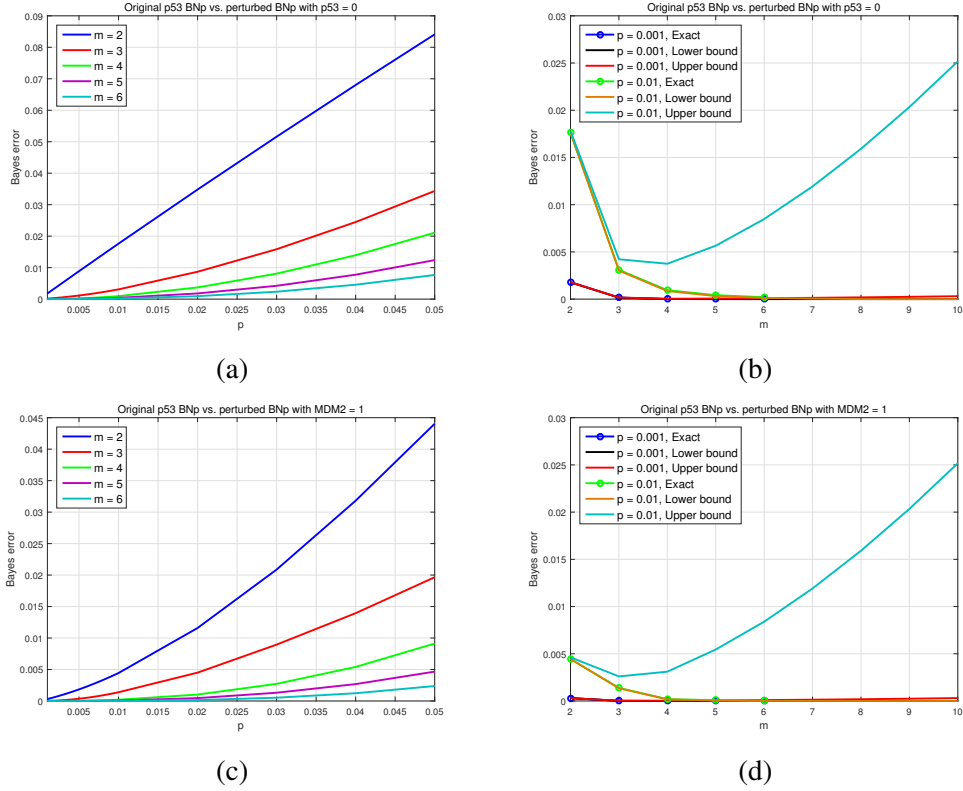 Original p53 BNp vs. perturbed BNp with p53 = 0
0.09
0.08
0.07
0.06
0.05
0.04
0.03
0.02
0.01
0
Bayes error
m = 2
m = 3
m = 4
m = 5
m = 6
0.005 0.01 0.015 0.02 0.025 0.03 0.035 0.04 0.045 0.05
p
(a)
Original p53 BNp vs. perturbed BNp with p53 = 0
0.03
0.025
0.02
0.015
0.01
0.005
0
Bayes error
p = 0.001, Exact
p = 0.001, Lower bound
p = 0.001, Upper bound
p = 0.01, Exact
p = 0.01, Lower bound
p = 0.01, Upper bound
2 3 4 5 6 7 8 9 10
m
(b)
Original p53 BNp vs. perturbed BNp with MDM2 = 1
0.045
0.04
0.035
0.03
0.025
0.02
0.015
0.01
0.005
0
Bayes error
m = 2
m = 3
m = 4
m = 5
m = 6
0.005 0.01 0.015 0.02 0.025 0.03 0.035 0.04 0.045 0.05
p
(c)
Original p53 BNp vs. perturbed BNp with MDM2 = 1
0.03
0.025
0.02
0.015
0.01
0.005
0
Bayes error
p = 0.001, Exact
p = 0.001, Lower bound
p = 0.001, Upper bound
p = 0.01, Exact
p = 0.01, Lower bound
p = 0.01, Upper bound
2 3 4 5 6 7 8 9 10
m
(d)